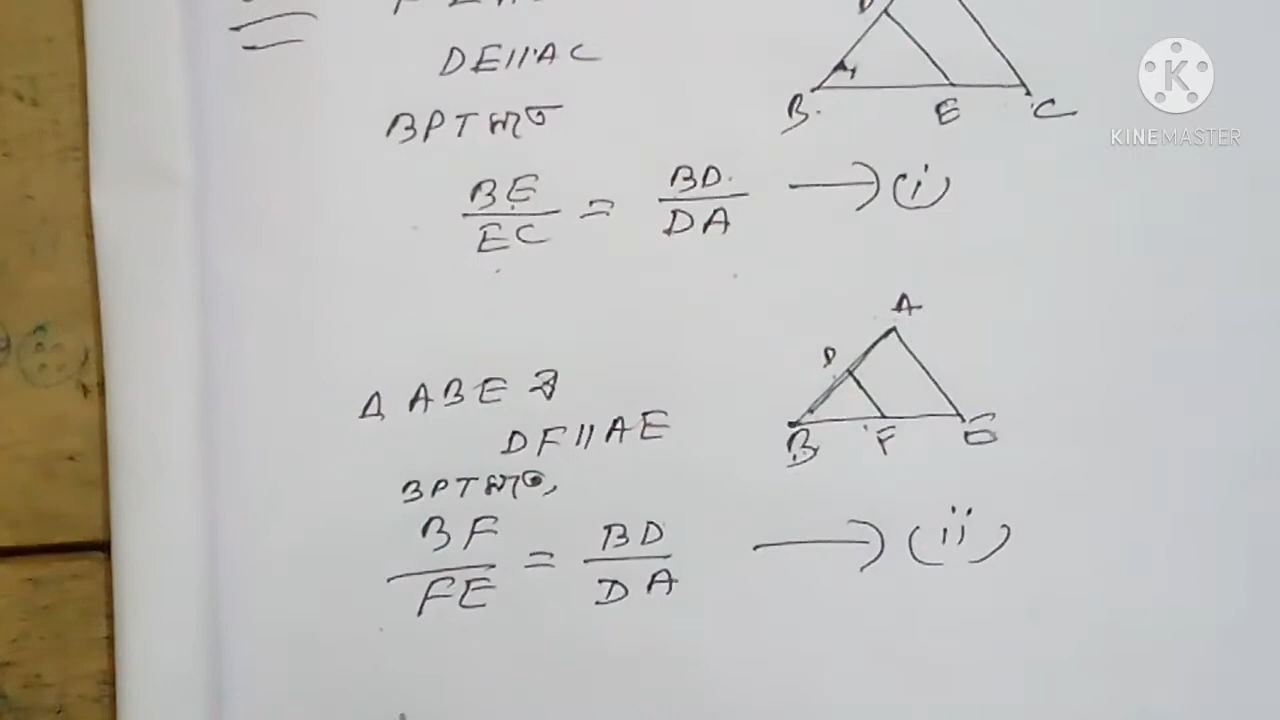 DE//AC
B. E C
BPT মতে
BE/EC = BD/DA → (i)
A
D
Δ ABE ৰ
DF//AE
B F E
BPT মতে,
BF/FE = BD/DA → (ii)
K
KINEMASTER